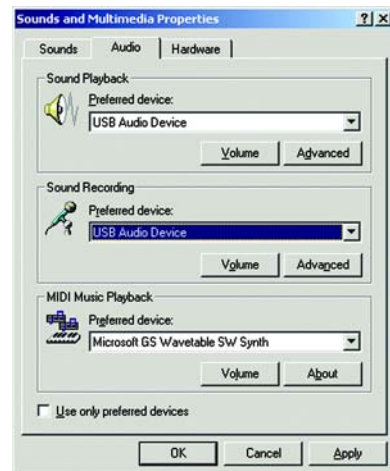 Sounds and Multimedia Properties
Sounds
Audio
Hardware
Sound Playback
Preferred device:
USB Audio Device
Volume
Advanced
Sound Recording
Preferred device:
USB Audio Device
Volume
Advanced
MIDI Music Playback
Preferred device:
Microsoft GS Wavetable SW Synth
Volume
About
Use only preferred devices
OK
Cancel
Apply